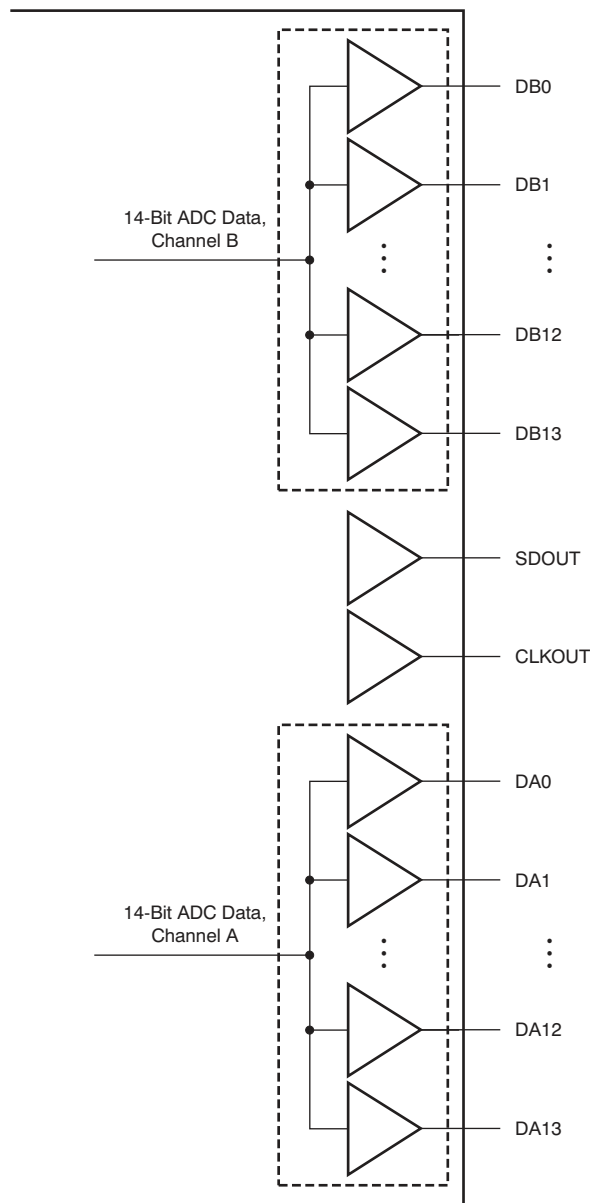 DB0
DB1
14-Bit ADC Data,
Channel B
DB12
DB13
SDOUT
CLKOUT
DA0
DA1
14-Bit ADC Data,
Channel A
DA12
DA13